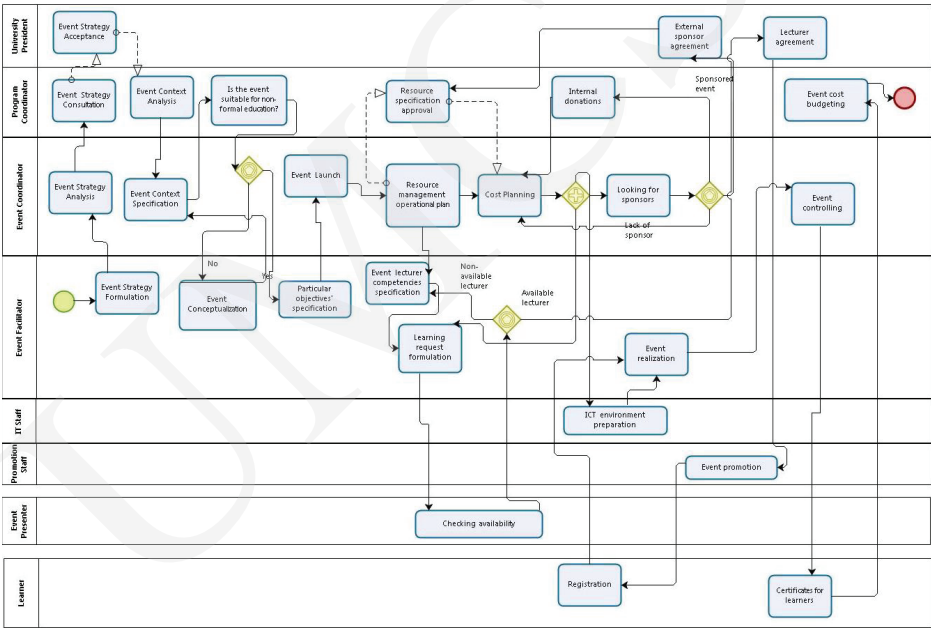 University
President
Event Strategy
Acceptance
External
sponsor
agreement
Lecturer
agreement
Program
Coordinator
Event Strategy
Consultation
Event Context
Analysis
Is the event
suitable for non-
formal education?
Resource
specification
approval
Internal
donations
Sponsored
event
Event cost
budgeting
Event Coordinator
Event Strategy
Analysis
Event Context
Specification
Event Launch
Resource
management
operational plan
Cost Planning
Looking for
sponsors
Lack of
sponsor
Event
controlling
Event Facilitator
Event Strategy
Formulation
No
Yes
Event
Conceptualization
Particular
objectives'
specification
Event lecturer
competencies
specification
Non-
available
lecturer
Available
lecturer
Learning
request
formulation
Event
realization
IT Staff
ICT environment
preparation
Promotion
Staff
Event promotion
Event
Presenter
Checking availability
Learner
Registration
Certificates for
learners
UMCS